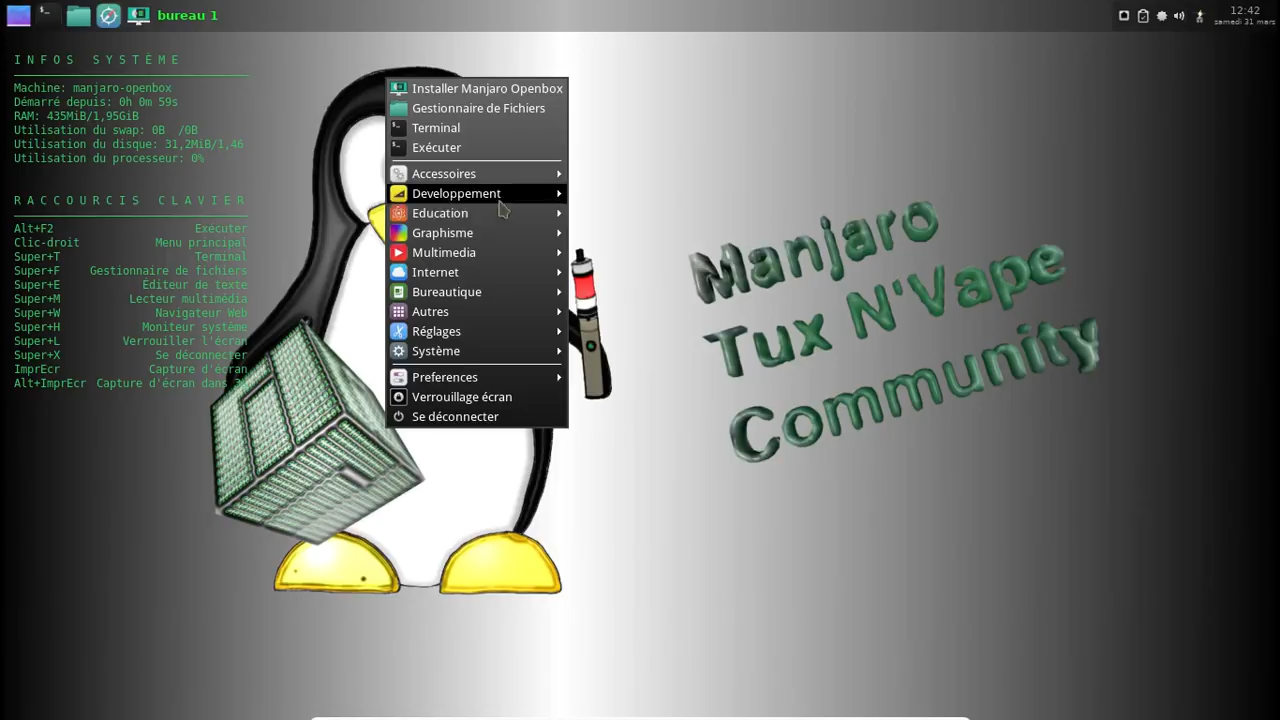 bureau 1
12:42
samedi 31 mars
INFOS SYSTÈME
Machine: manjaro-openbox
Démarré depuis: 0h 0m 59s
RAM: 435MiB/1,95GiB
Utilisation du swap: 0B /0B
Utilisation du disque: 31,2MiB/1,46
Utilisation du processeur: 0%
RACCOURCIS CLAVIER
Alt+F2 Exécuter
Clic-droit Menu principal
Super+T Terminal
Super+F Gestionnaire de fichiers
Super+E Éditeur de texte
Super+M Lecteur multimédia
Super+W Navigateur Web
Super+H Moniteur système
Super+L Verrouiller l'écran
Super+X Se déconnecter
ImprEcr Capture d'écran
Alt+ImprEcr Capture d'écran dans
Installer Manjaro Openbox
Gestionnaire de Fichiers
Terminal
Exécuter
Accessoires
Developpement
Education
Graphisme
Multimedia
Internet
Bureautique
Autres
Réglages
Système
Preferences
Verrouillage écran
Se déconnecter
Manjaro
Tux N'Vape
Community